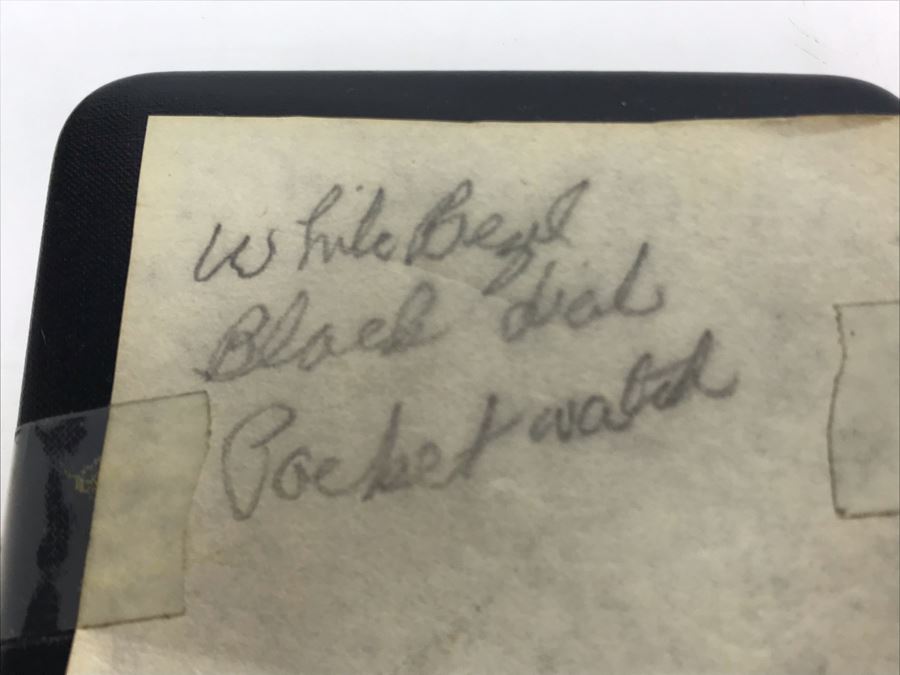 White Bezel
Black dial
Pocket watch